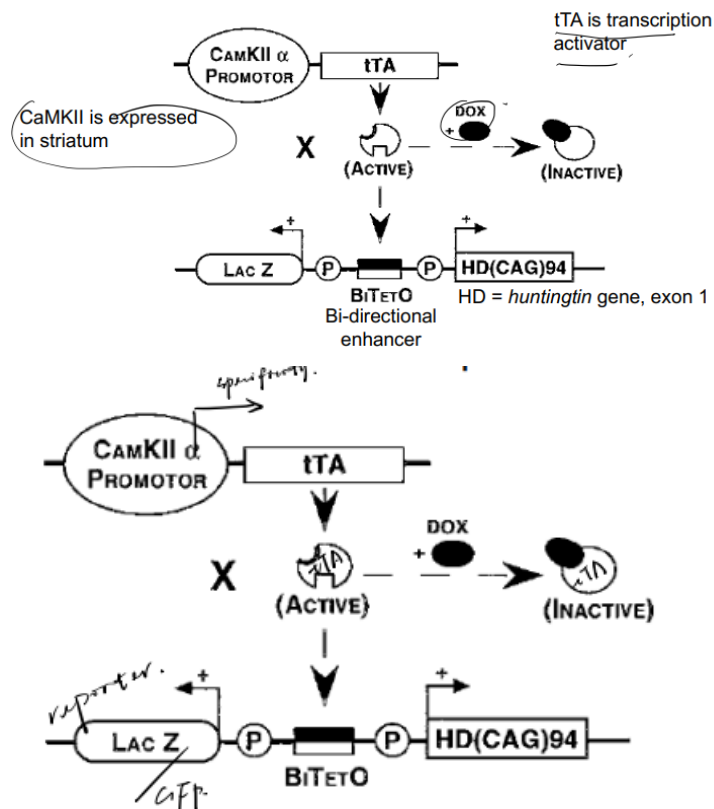 tTA is transcription
activator
CAMKII α
PROMOTOR
tTA
CaMKII is expressed
in striatum
X
DOX
+
(ACTIVE)
(INACTIVE)
+
+
LAC Z
P
P
HD(CAG)94
BITETO
Bi-directional
enhancer
HD = huntingtin gene, exon 1
CAMKII α
PROMOTOR
tTA
X
tTA
DOX
+
(ACTIVE)
tTA
(INACTIVE)
reporter.
+
+
LAC Z
P
P
HD(CAG)94
BITETO
GFP.